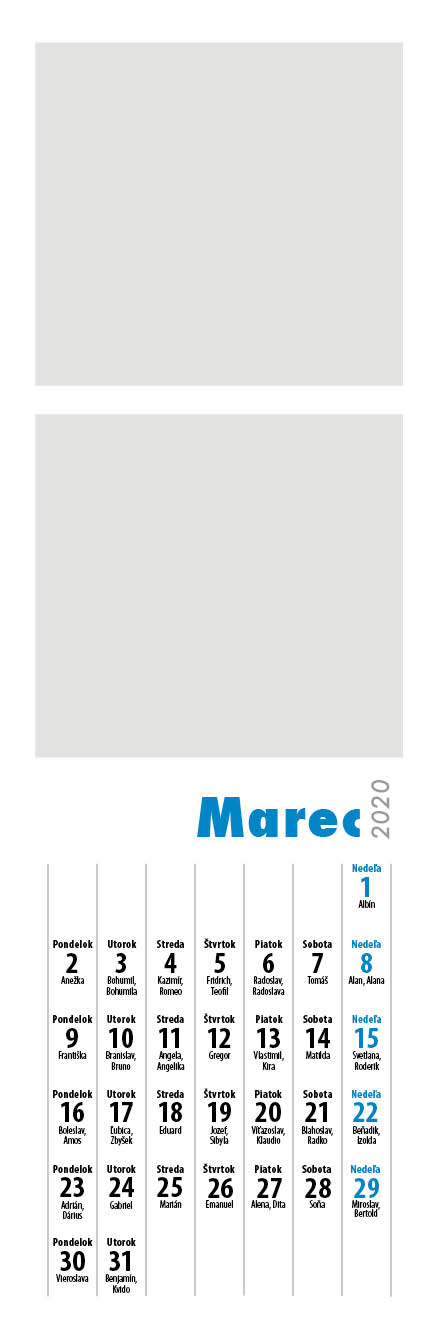 Marec 2020
Nedeľa
1
Albín
Pondelok Utorok Streda Štvrtok Piatok Sobota Nedeľa
2 3 4 5 6 7 8
Anežka Bohumil, Kazimír, Fridrich, Radoslav, Tomáš Alan, Alana
Bohumila Romeo Teofil Radoslava
Pondelok Utorok Streda Štvrtok Piatok Sobota Nedeľa
9 10 11 12 13 14 15
Františka Branislav, Angela, Gregor Vlastimil, Matilda Svetlana,
Bruno Angelika Kira Roderik
Pondelok Utorok Streda Štvrtok Piatok Sobota Nedeľa
16 17 18 19 20 21 22
Boleslav, Ľubica, Eduard Jozef, Víťazoslav, Blahoslav, Beňadik,
Amos Zbyšek Sibyla Klaudio Radko Izolda
Pondelok Utorok Streda Štvrtok Piatok Sobota Nedeľa
23 24 25 26 27 28 29
Adrián, Gabriel Marián Emanuel Alena, Dita Soňa Miroslav,
Dárius Bertold
Pondelok Utorok
30 31
Vieroslava Benjamín,
Kvido